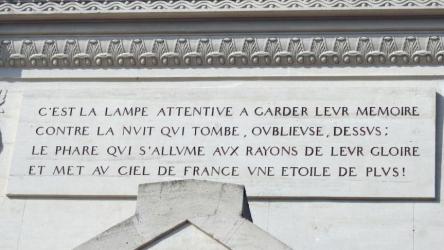 C'EST LA LAMPE ATTENTIVE A GARDER LEVR MEMOIRE
CONTRE LA NVIT QVI TOMBE, OVBLIEVSE, DESSVS:
LE PHARE QVI S'ALLVME AVX RAYONS DE LEVR GLOIRE
ET MET AV CIEL DE FRANCE VNE ETOILE DE PLVS!